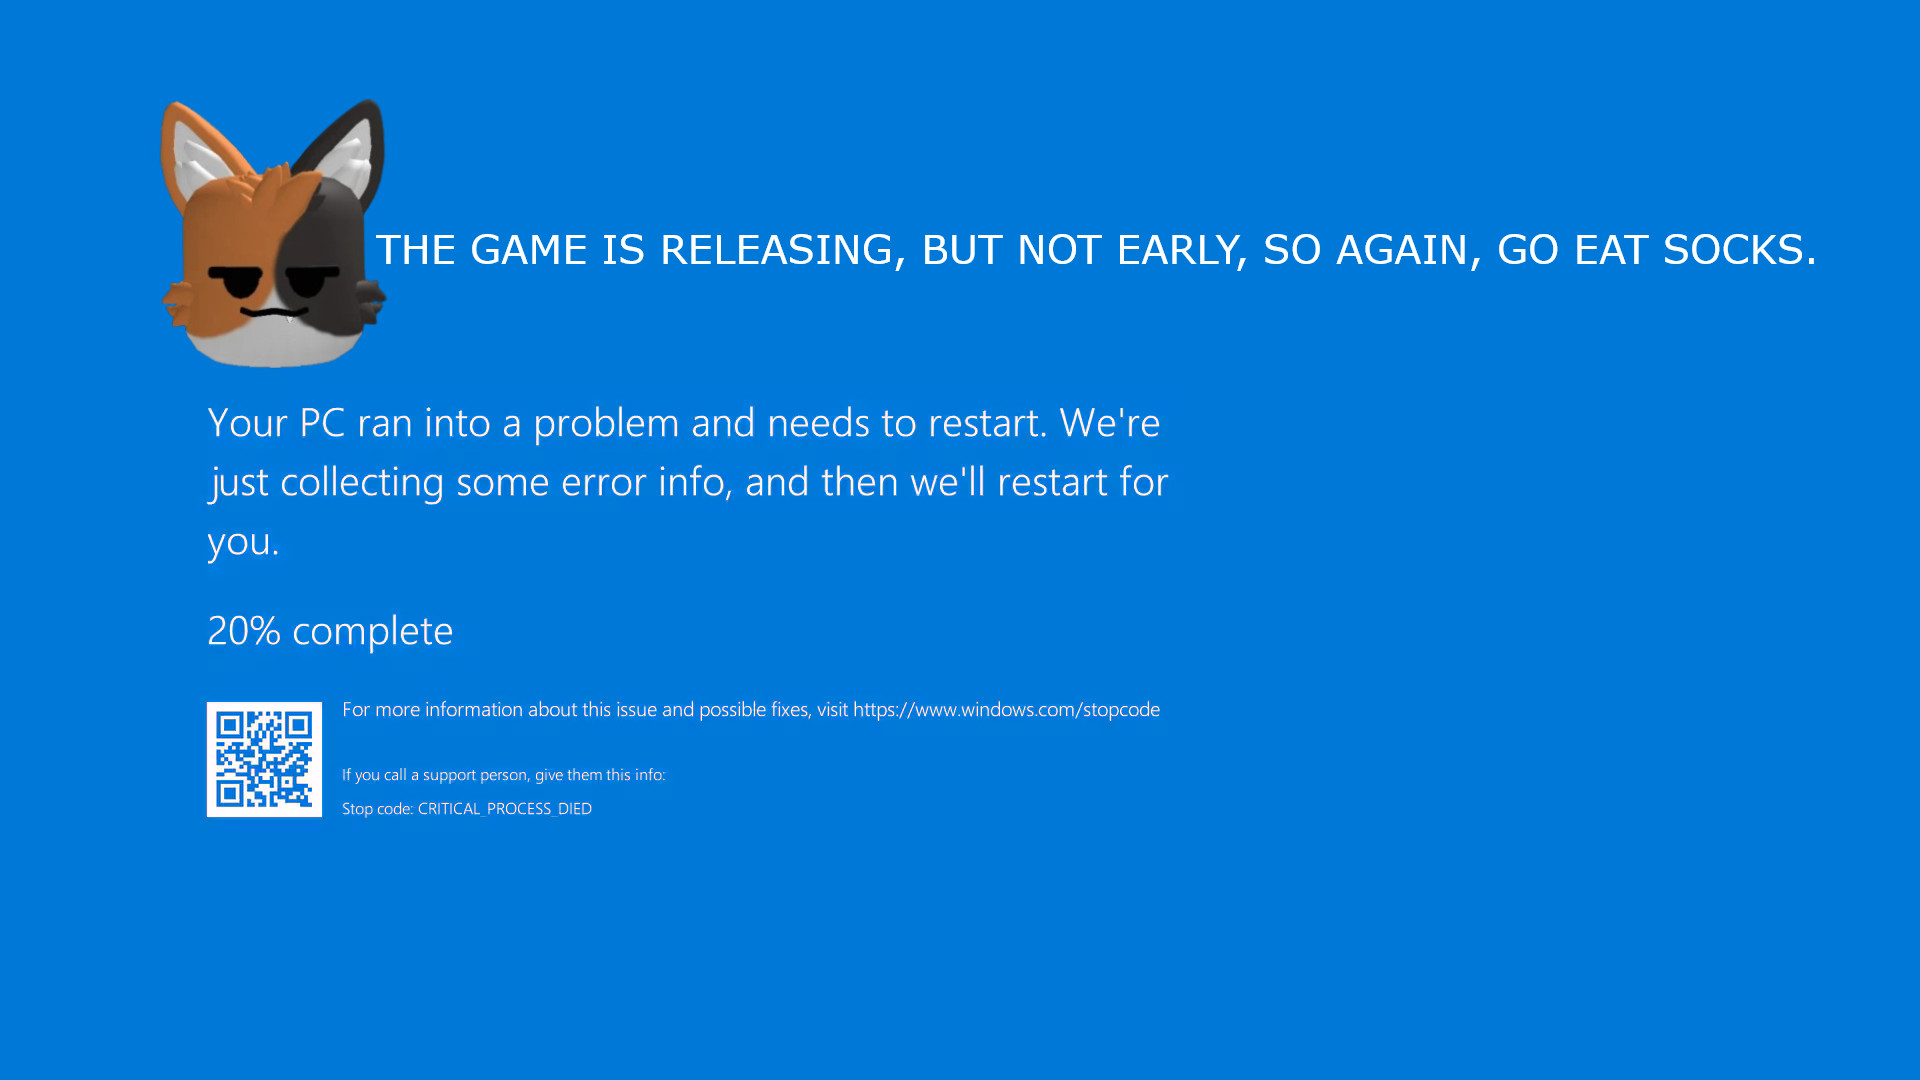 THE GAME IS RELEASING, BUT NOT EARLY, SO AGAIN, GO EAT SOCKS.
Your PC ran into a problem and needs to restart. We're
just collecting some error info, and then we'll restart for
you.
20% complete
For more information about this issue and possible fixes, visit https://www.windows.com/stopcode
If you call a support person, give them this info:
Stop code: CRITICAL_PROCESS_DIED